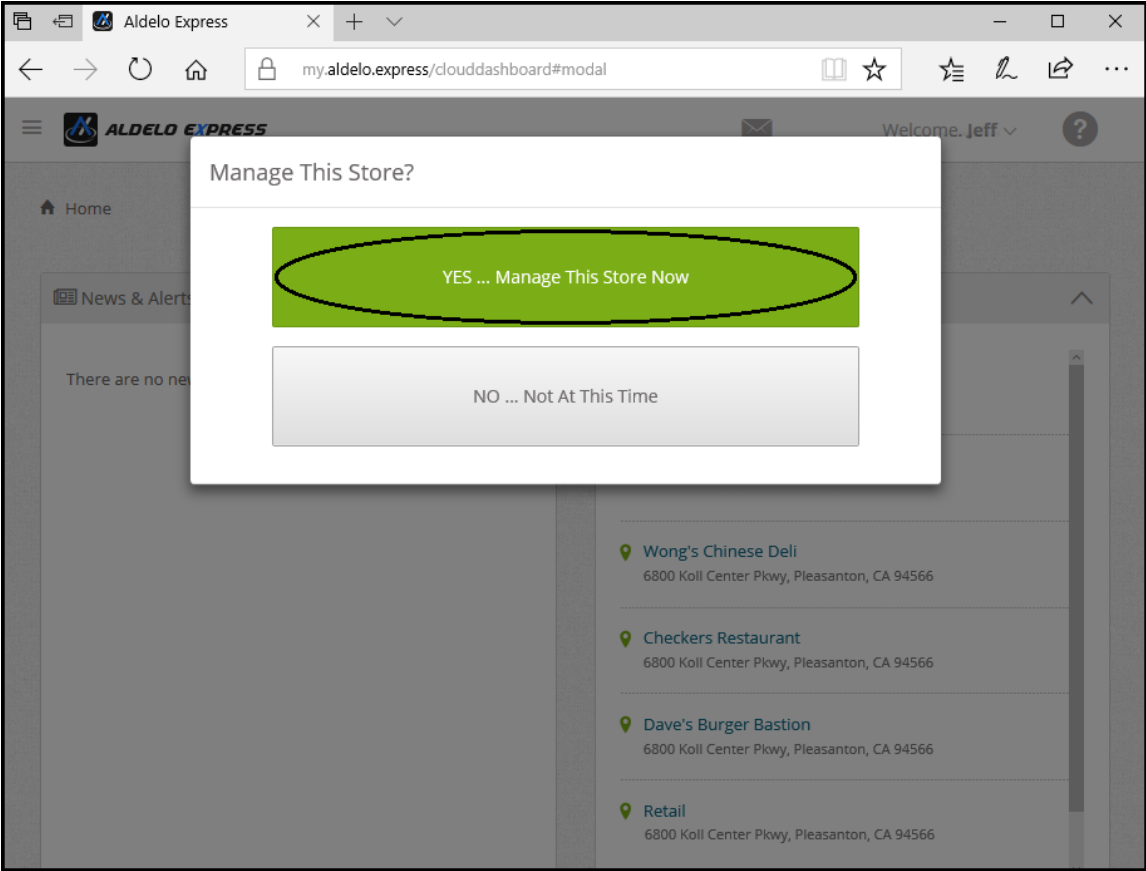 Aldelo Express
my.aldelo.express/clouddashboard#modal
ALDELO EXPRESS
Welcome. Jeff
?
Manage This Store?
Home
YES ... Manage This Store Now
News & Alerts
There are no
NO ... Not At This Time
Wong's Chinese Deli
6800 Koll Center Pkwy, Pleasanton, CA 94566
Checkers Restaurant
6800 Koll Center Pkwy, Pleasanton, CA 94566
Dave's Burger Bastion
6800 Koll Center Pkwy, Pleasanton, CA 94566
Retail
6800 Koll Center Pkwy, Pleasanton, CA 94566